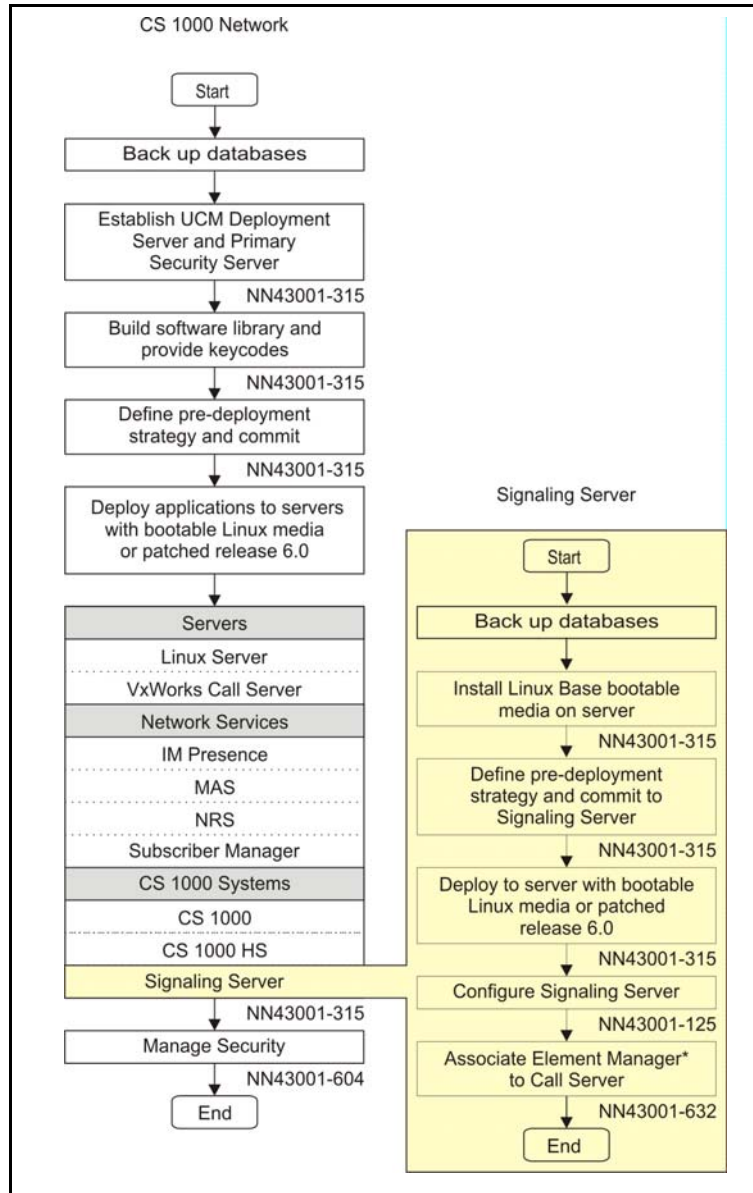 CS 1000 Network
Start
Back up databases
Establish UCM Deployment
Server and Primary
Security Server
NN43001-315
Build software library and
provide keycodes
NN43001-315
Define pre-deployment
strategy and commit
NN43001-315
Deploy applications to servers
with bootable Linux media
or patched release 6.0
Servers
Linux Server
VxWorks Call Server
Network Services
IM Presence
MAS
NRS
Subscriber Manager
CS 1000 Systems
CS 1000
CS 1000 HS
Signaling Server
NN43001-315
Manage Security
NN43001-604
End
Signaling Server
Start
Back up databases
Install Linux Base bootable
media on server
NN43001-315
Define pre-deployment
strategy and commit to
Signaling Server
NN43001-315
Deploy to server with bootable
Linux media or patched
release 6.0
NN43001-315
Configure Signaling Server
NN43001-125
Associate Element Manager*
to Call Server
NN43001-632
End